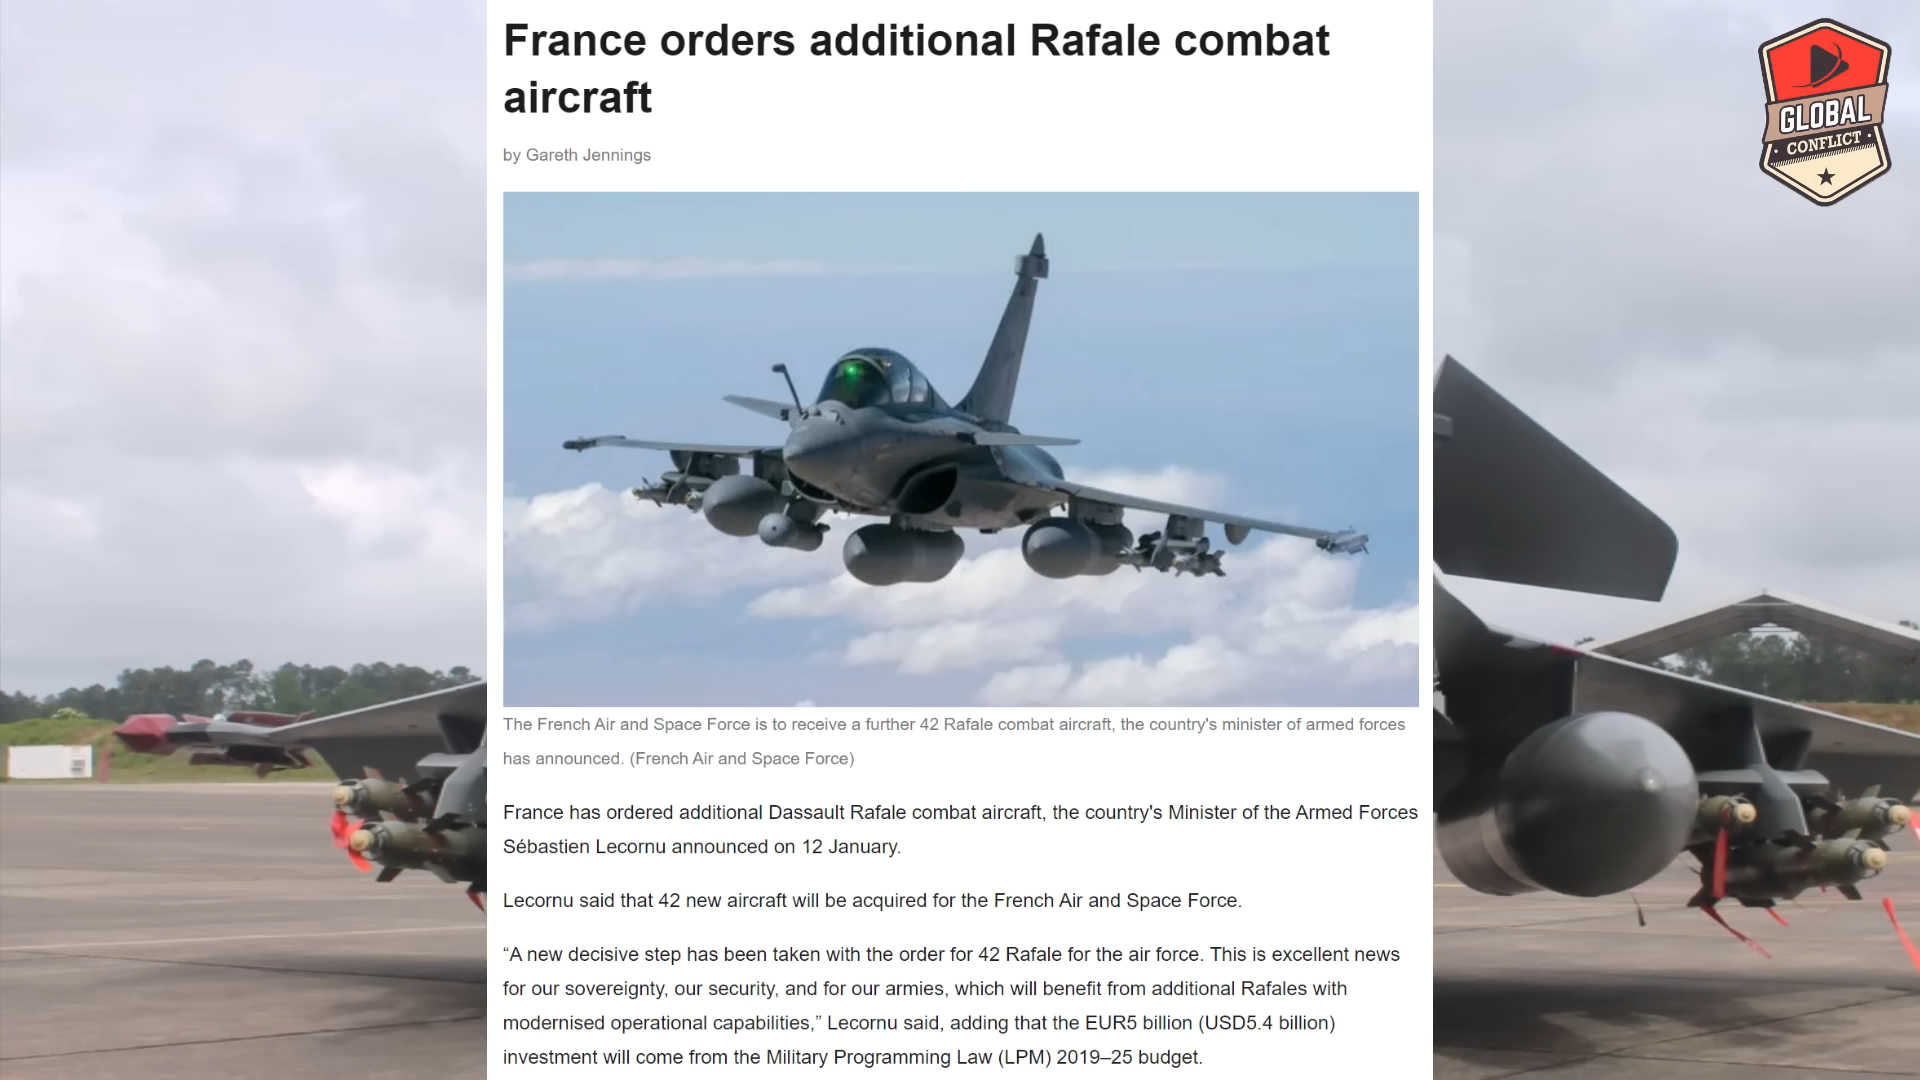 France orders additional Rafale combat
aircraft
by Gareth Jennings
GLOBAL
CONFLICT
The French Air and Space Force is to receive a further 42 Rafale combat aircraft, the country's minister of armed forces
has announced. (French Air and Space Force)
France has ordered additional Dassault Rafale combat aircraft, the country's Minister of the Armed Forces
Sébastien Lecornu announced on 12 January.
Lecornu said that 42 new aircraft will be acquired for the French Air and Space Force.
“A new decisive step has been taken with the order for 42 Rafale for the air force. This is excellent news
for our sovereignty, our security, and for our armies, which will benefit from additional Rafales with
modernised operational capabilities,” Lecornu said, adding that the EUR5 billion (USD5.4 billion)
investment will come from the Military Programming Law (LPM) 2019–25 budget.